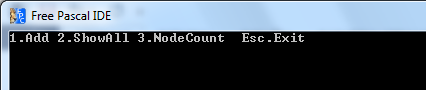 Free Pascal IDE
1.Add 2.ShowAll 3.NodeCount  Esc.Exit